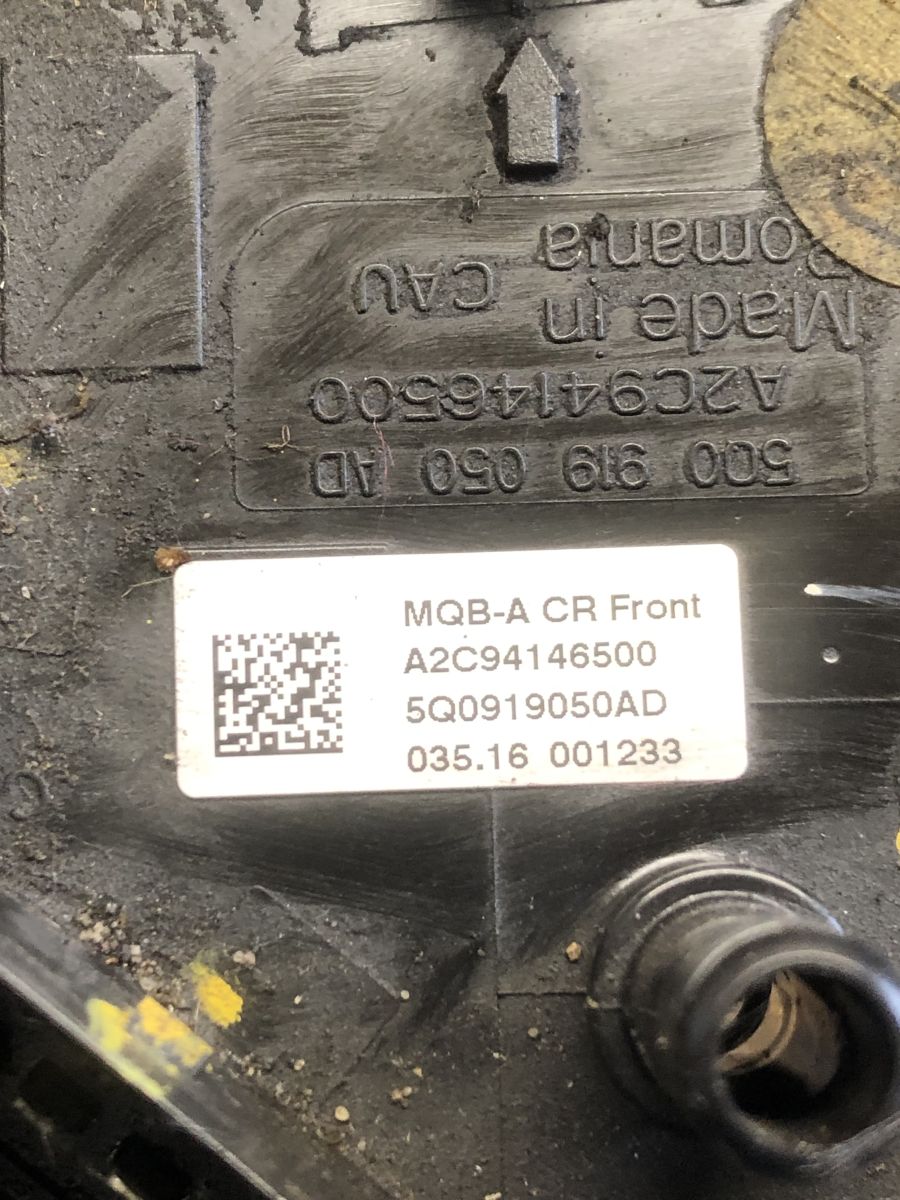 Made in
Romania
CAU
A2C94146500
5Q0 919 050 AD
MQB-A CR Front
A2C94146500
5Q0919050AD
035.16 001233